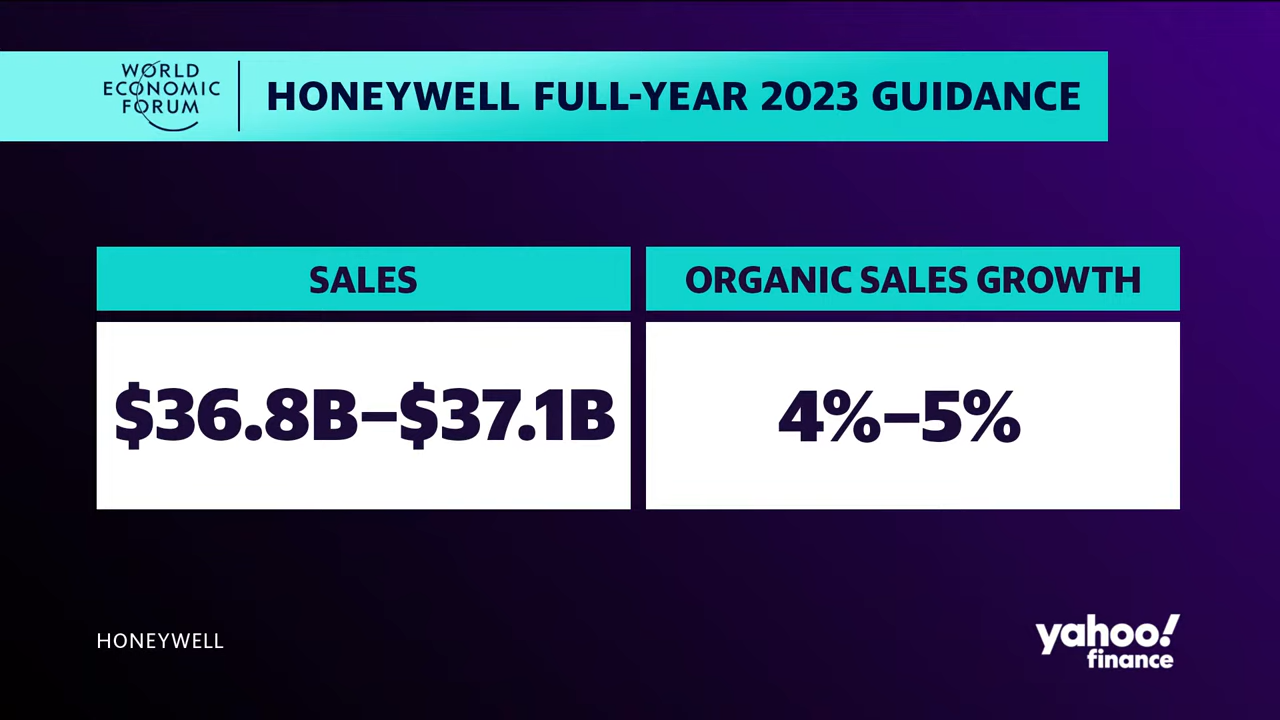 WORLD
ECONOMIC
FORUM
HONEYWELL FULL-YEAR 2023 GUIDANCE
SALES
ORGANIC SALES GROWTH
$36.8B–$37.1B
4%–5%
HONEYWELL
yahoo!
finance